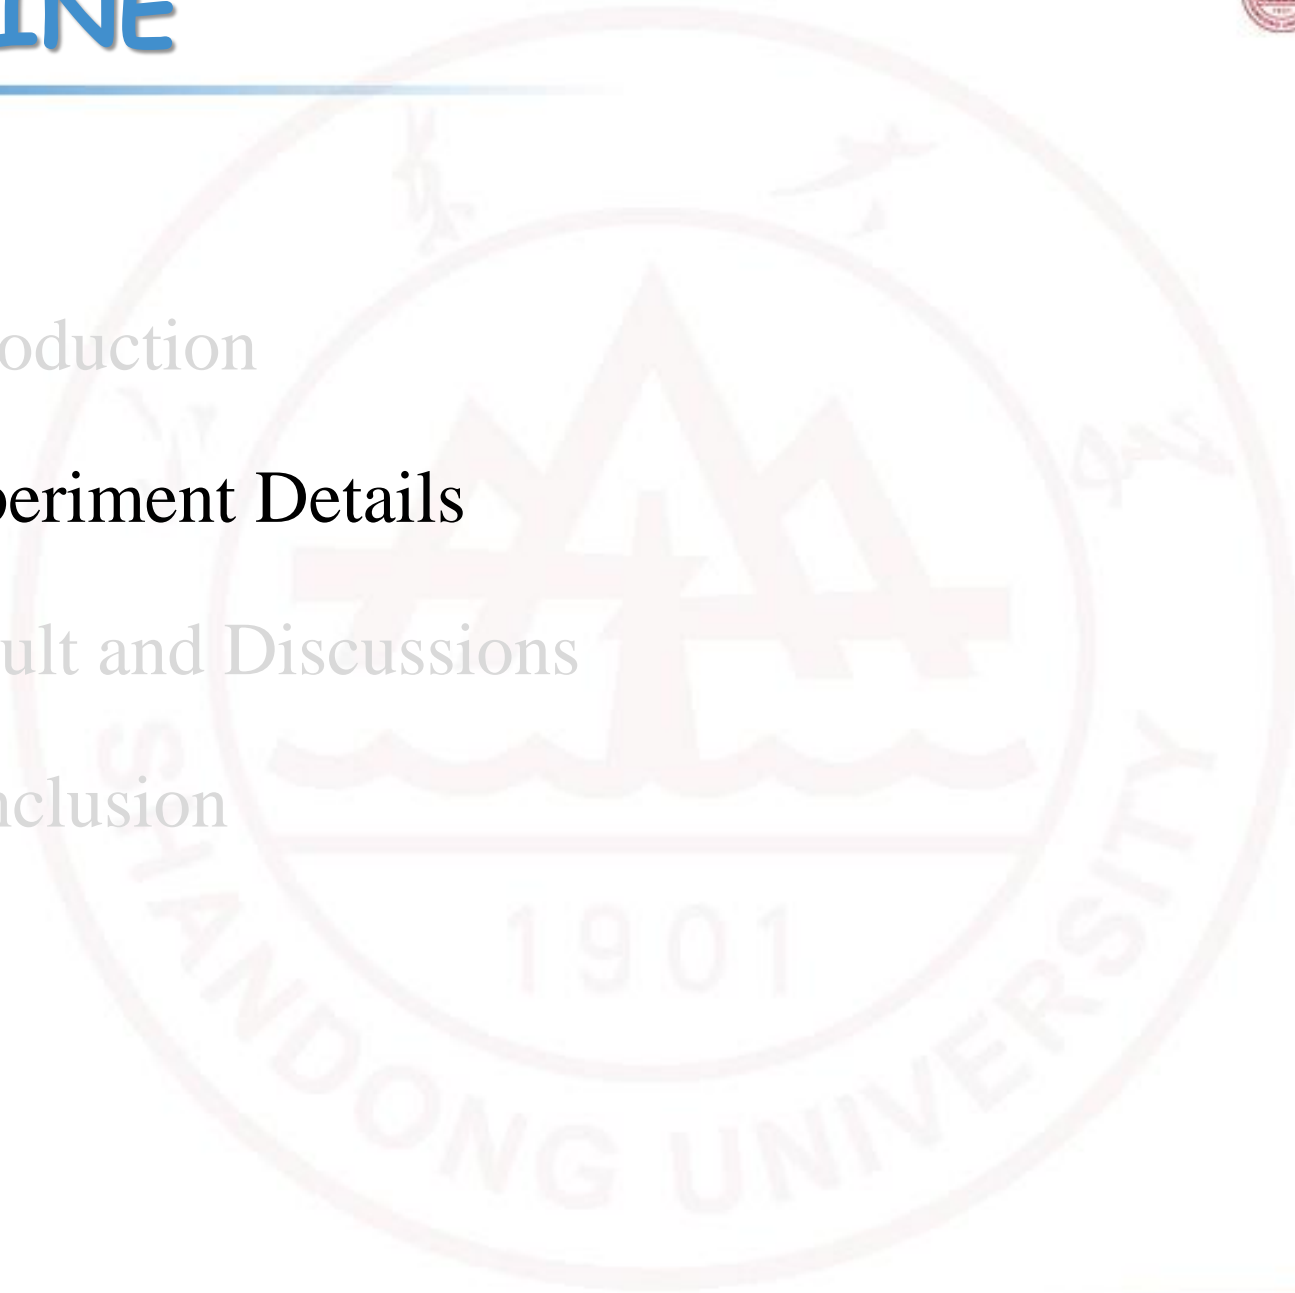 INE
oduction
periment Details
ult and Discussions
nclusion
1901
SHANDONG UNIVERSITY